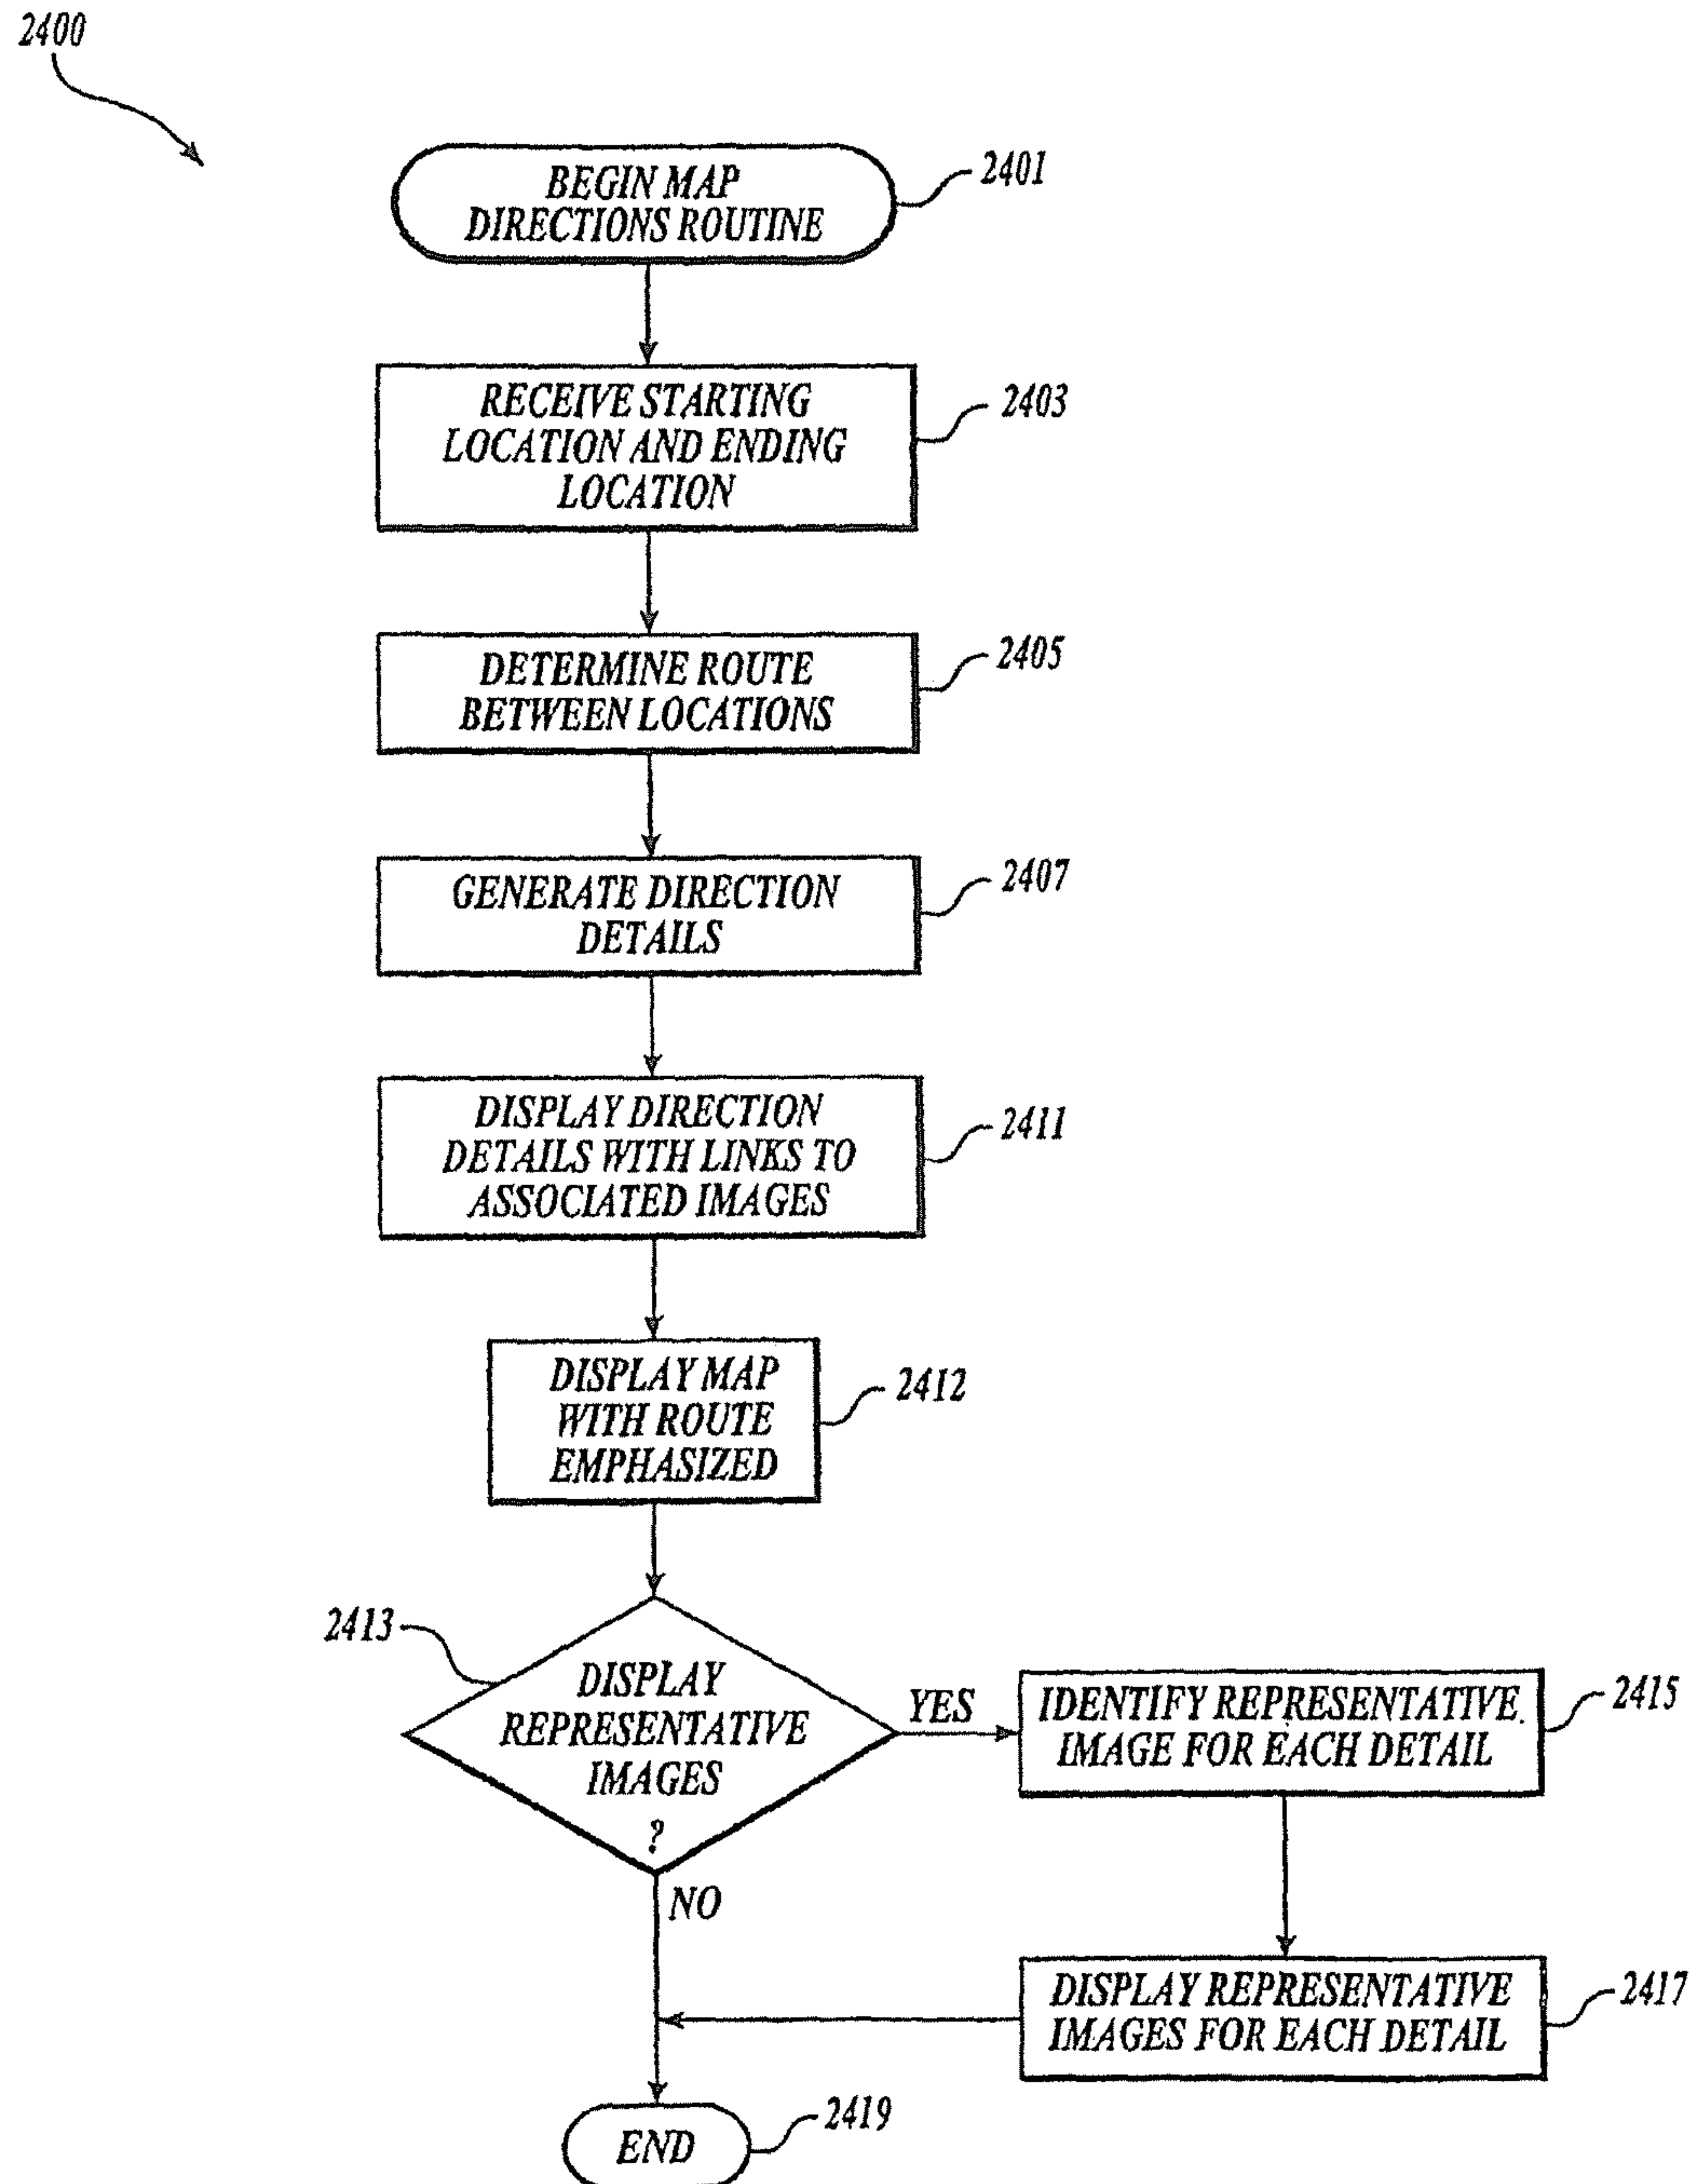 2400
BEGIN MAP
DIRECTIONS ROUTINE
2401
RECEIVE STARTING
LOCATION AND ENDING
LOCATION
2403
DETERMINE ROUTE
BETWEEN LOCATIONS
2405
GENERATE DIRECTION
DETAILS
2407
DISPLAY DIRECTION
DETAILS WITH LINKS TO
ASSOCIATED IMAGES
2411
DISPLAY MAP
WITH ROUTE
EMPHASIZED
2412
2413
DISPLAY
REPRESENTATIVE
IMAGES
?
YES
NO
IDENTIFY REPRESENTATIVE
IMAGE FOR EACH DETAIL
2415
DISPLAY REPRESENTATIVE
IMAGES FOR EACH DETAIL
2417
END
2419